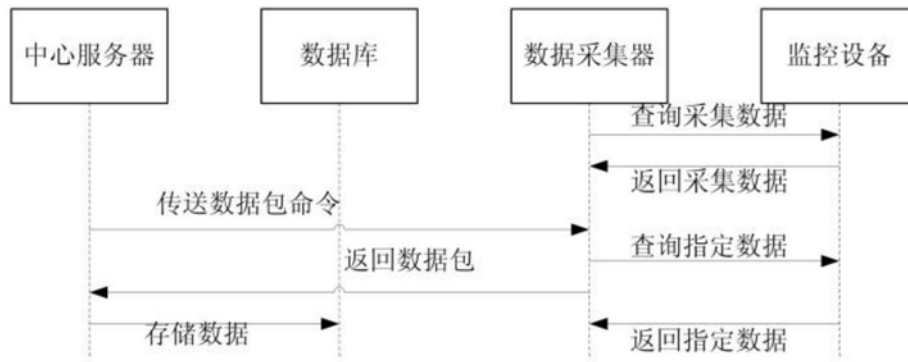 中心服务器
数据库
数据采集器
监控设备
查询采集数据
返回采集数据
传送数据包命令
查询指定数据
返回数据包
存储数据
返回指定数据